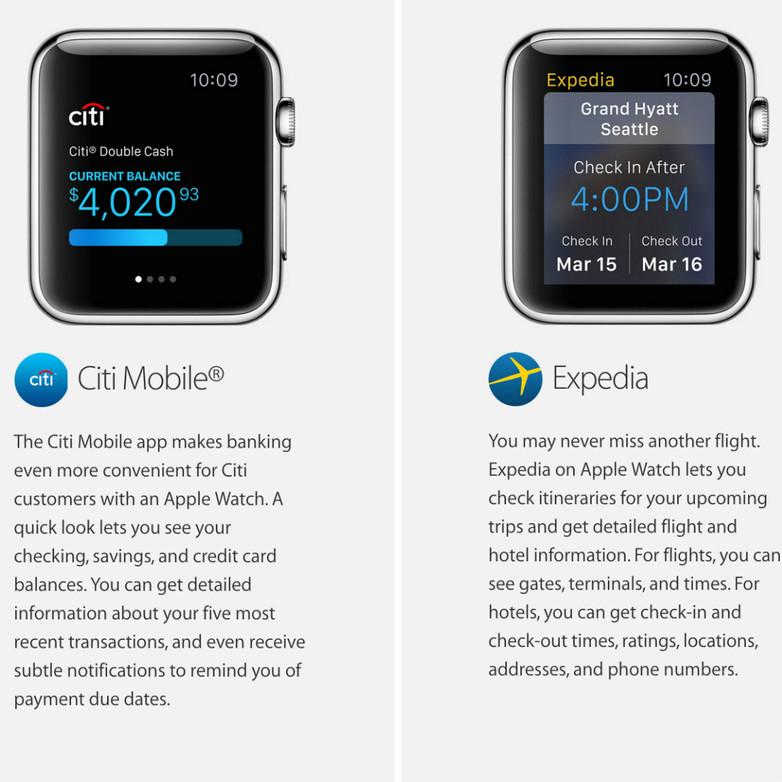 10:09
citi
Citi® Double Cash
CURRENT BALANCE
$4,020 93
citi Citi Mobile®
The Citi Mobile app makes banking
even more convenient for Citi
customers with an Apple Watch. A
quick look lets you see your
checking, savings, and credit card
balances. You can get detailed
information about your five most
recent transactions, and even receive
subtle notifications to remind you of
payment due dates.
Expedia 10:09
Grand Hyatt
Seattle
Check In After
4:00PM
Check In Check Out
Mar 15 Mar 16
Expedia
You may never miss another flight.
Expedia on Apple Watch lets you
check itineraries for your upcoming
trips and get detailed flight and
hotel information. For flights, you can
see gates, terminals, and times. For
hotels, you can get check-in and
check-out times, ratings, locations,
addresses, and phone numbers.